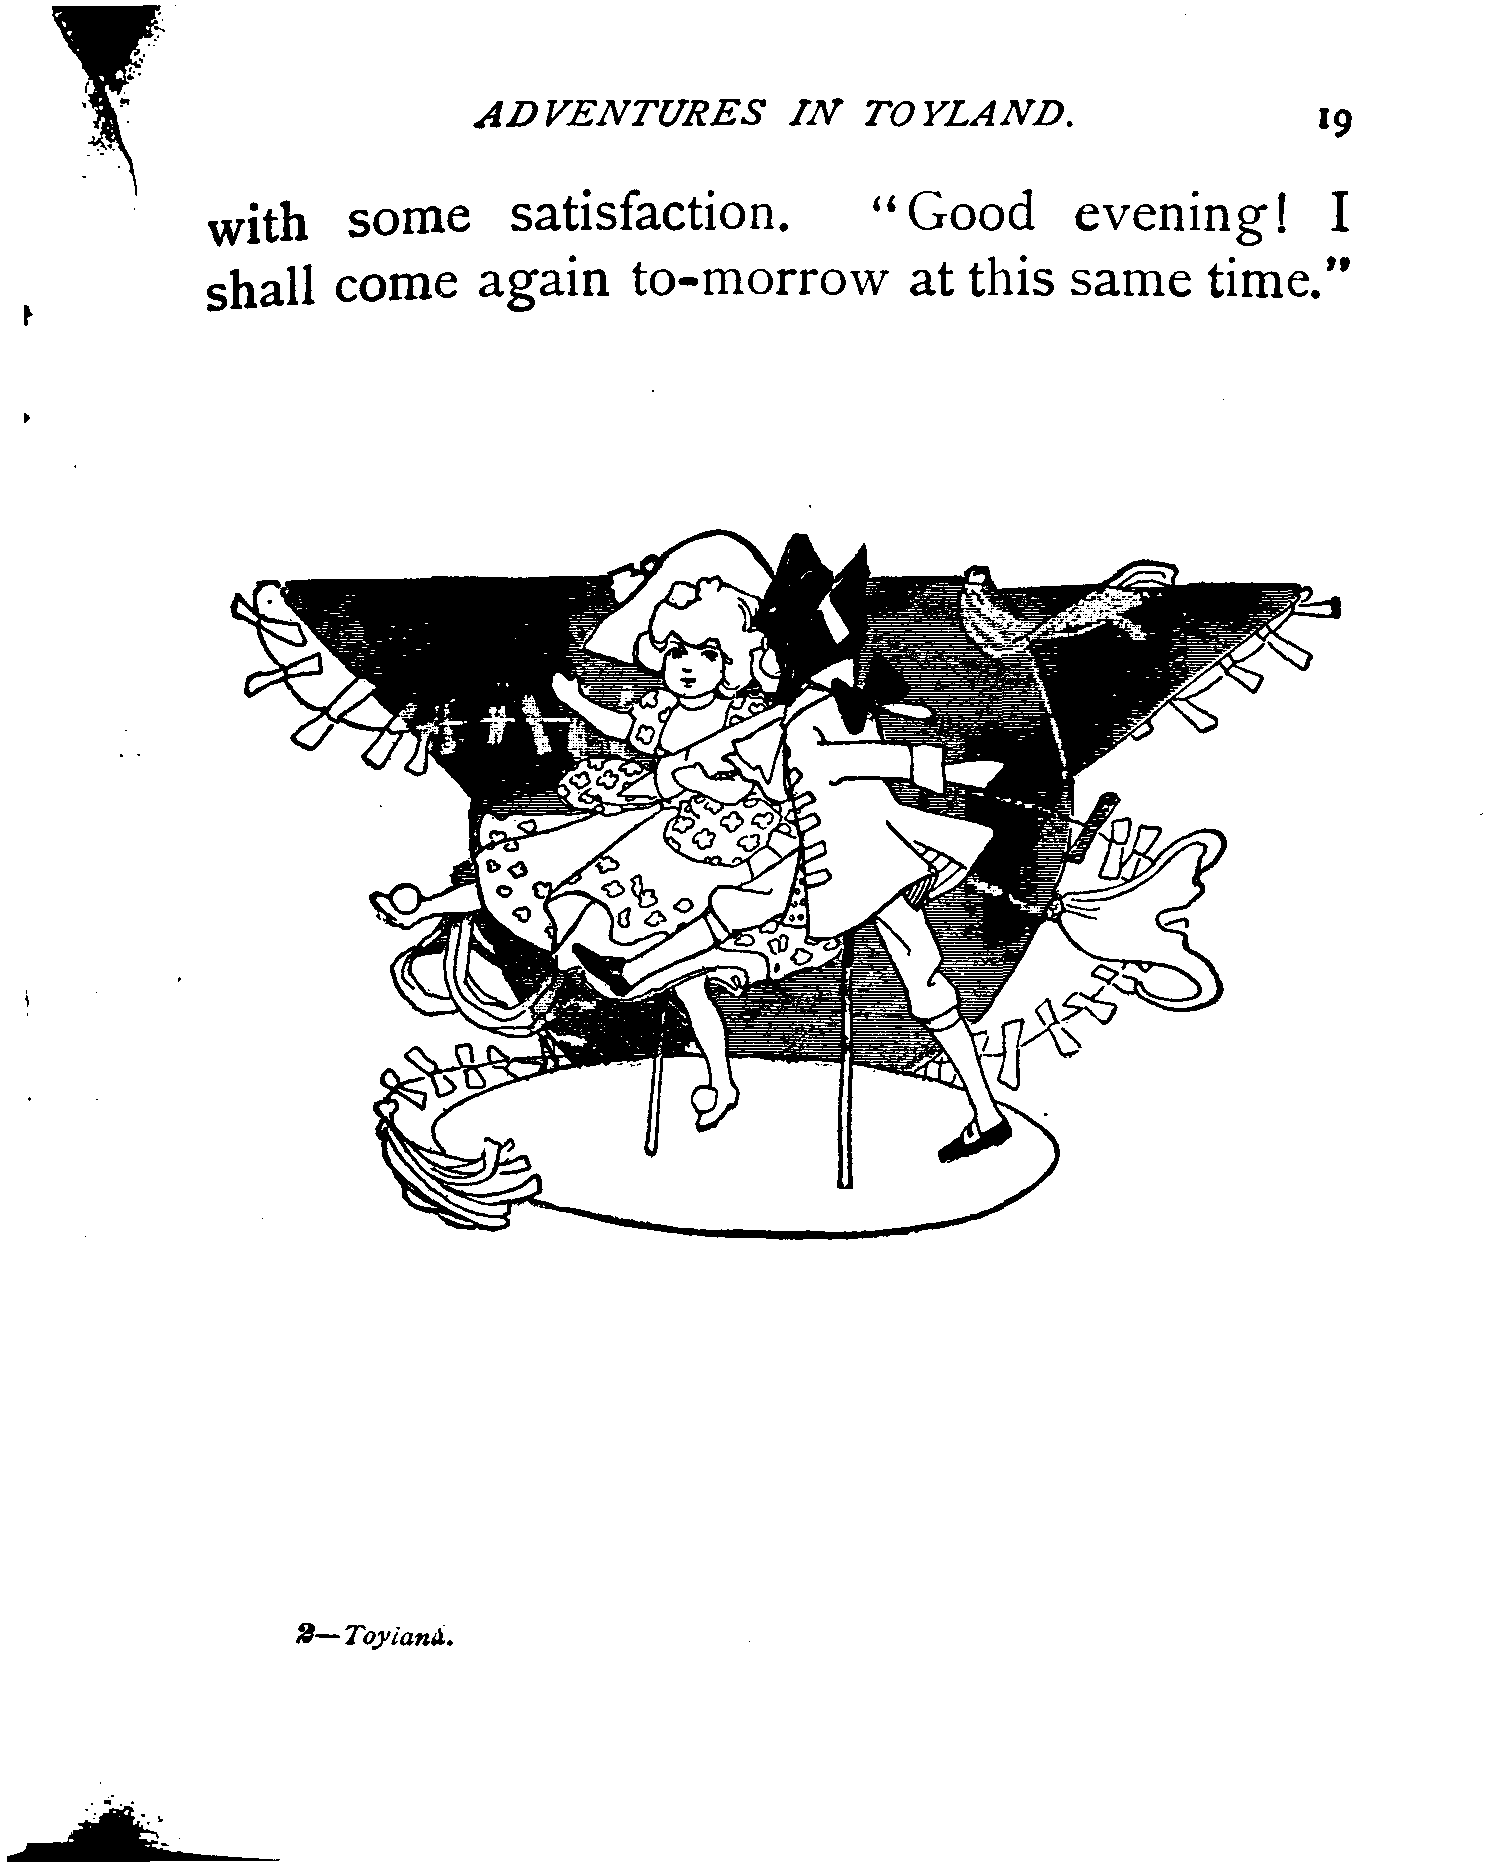 ADVENTURES IN TOYLAND. 19
with some satisfaction. "Good evening! I
shall come again to-morrow at this same time."
2—Toyland.